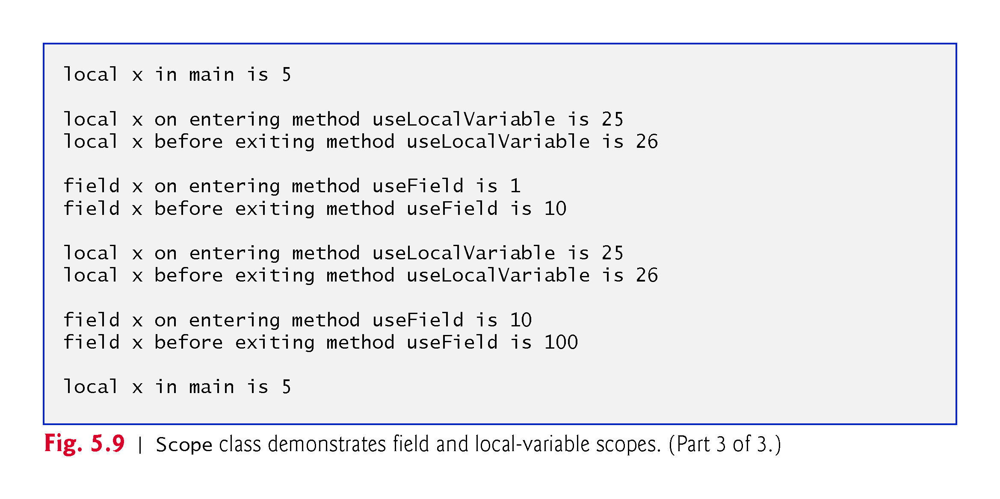 local x in main is 5
local x on entering method useLocalVariable is 25
local x before exiting method useLocalVariable is 26
field x on entering method useField is 1
field x before exiting method useField is 10
local x on entering method useLocalVariable is 25
local x before exiting method useLocalVariable is 26
field x on entering method useField is 10
field x before exiting method useField is 100
local x in main is 5
Fig. 5.9 | Scope class demonstrates field and local-variable scopes. (Part 3 of 3.)